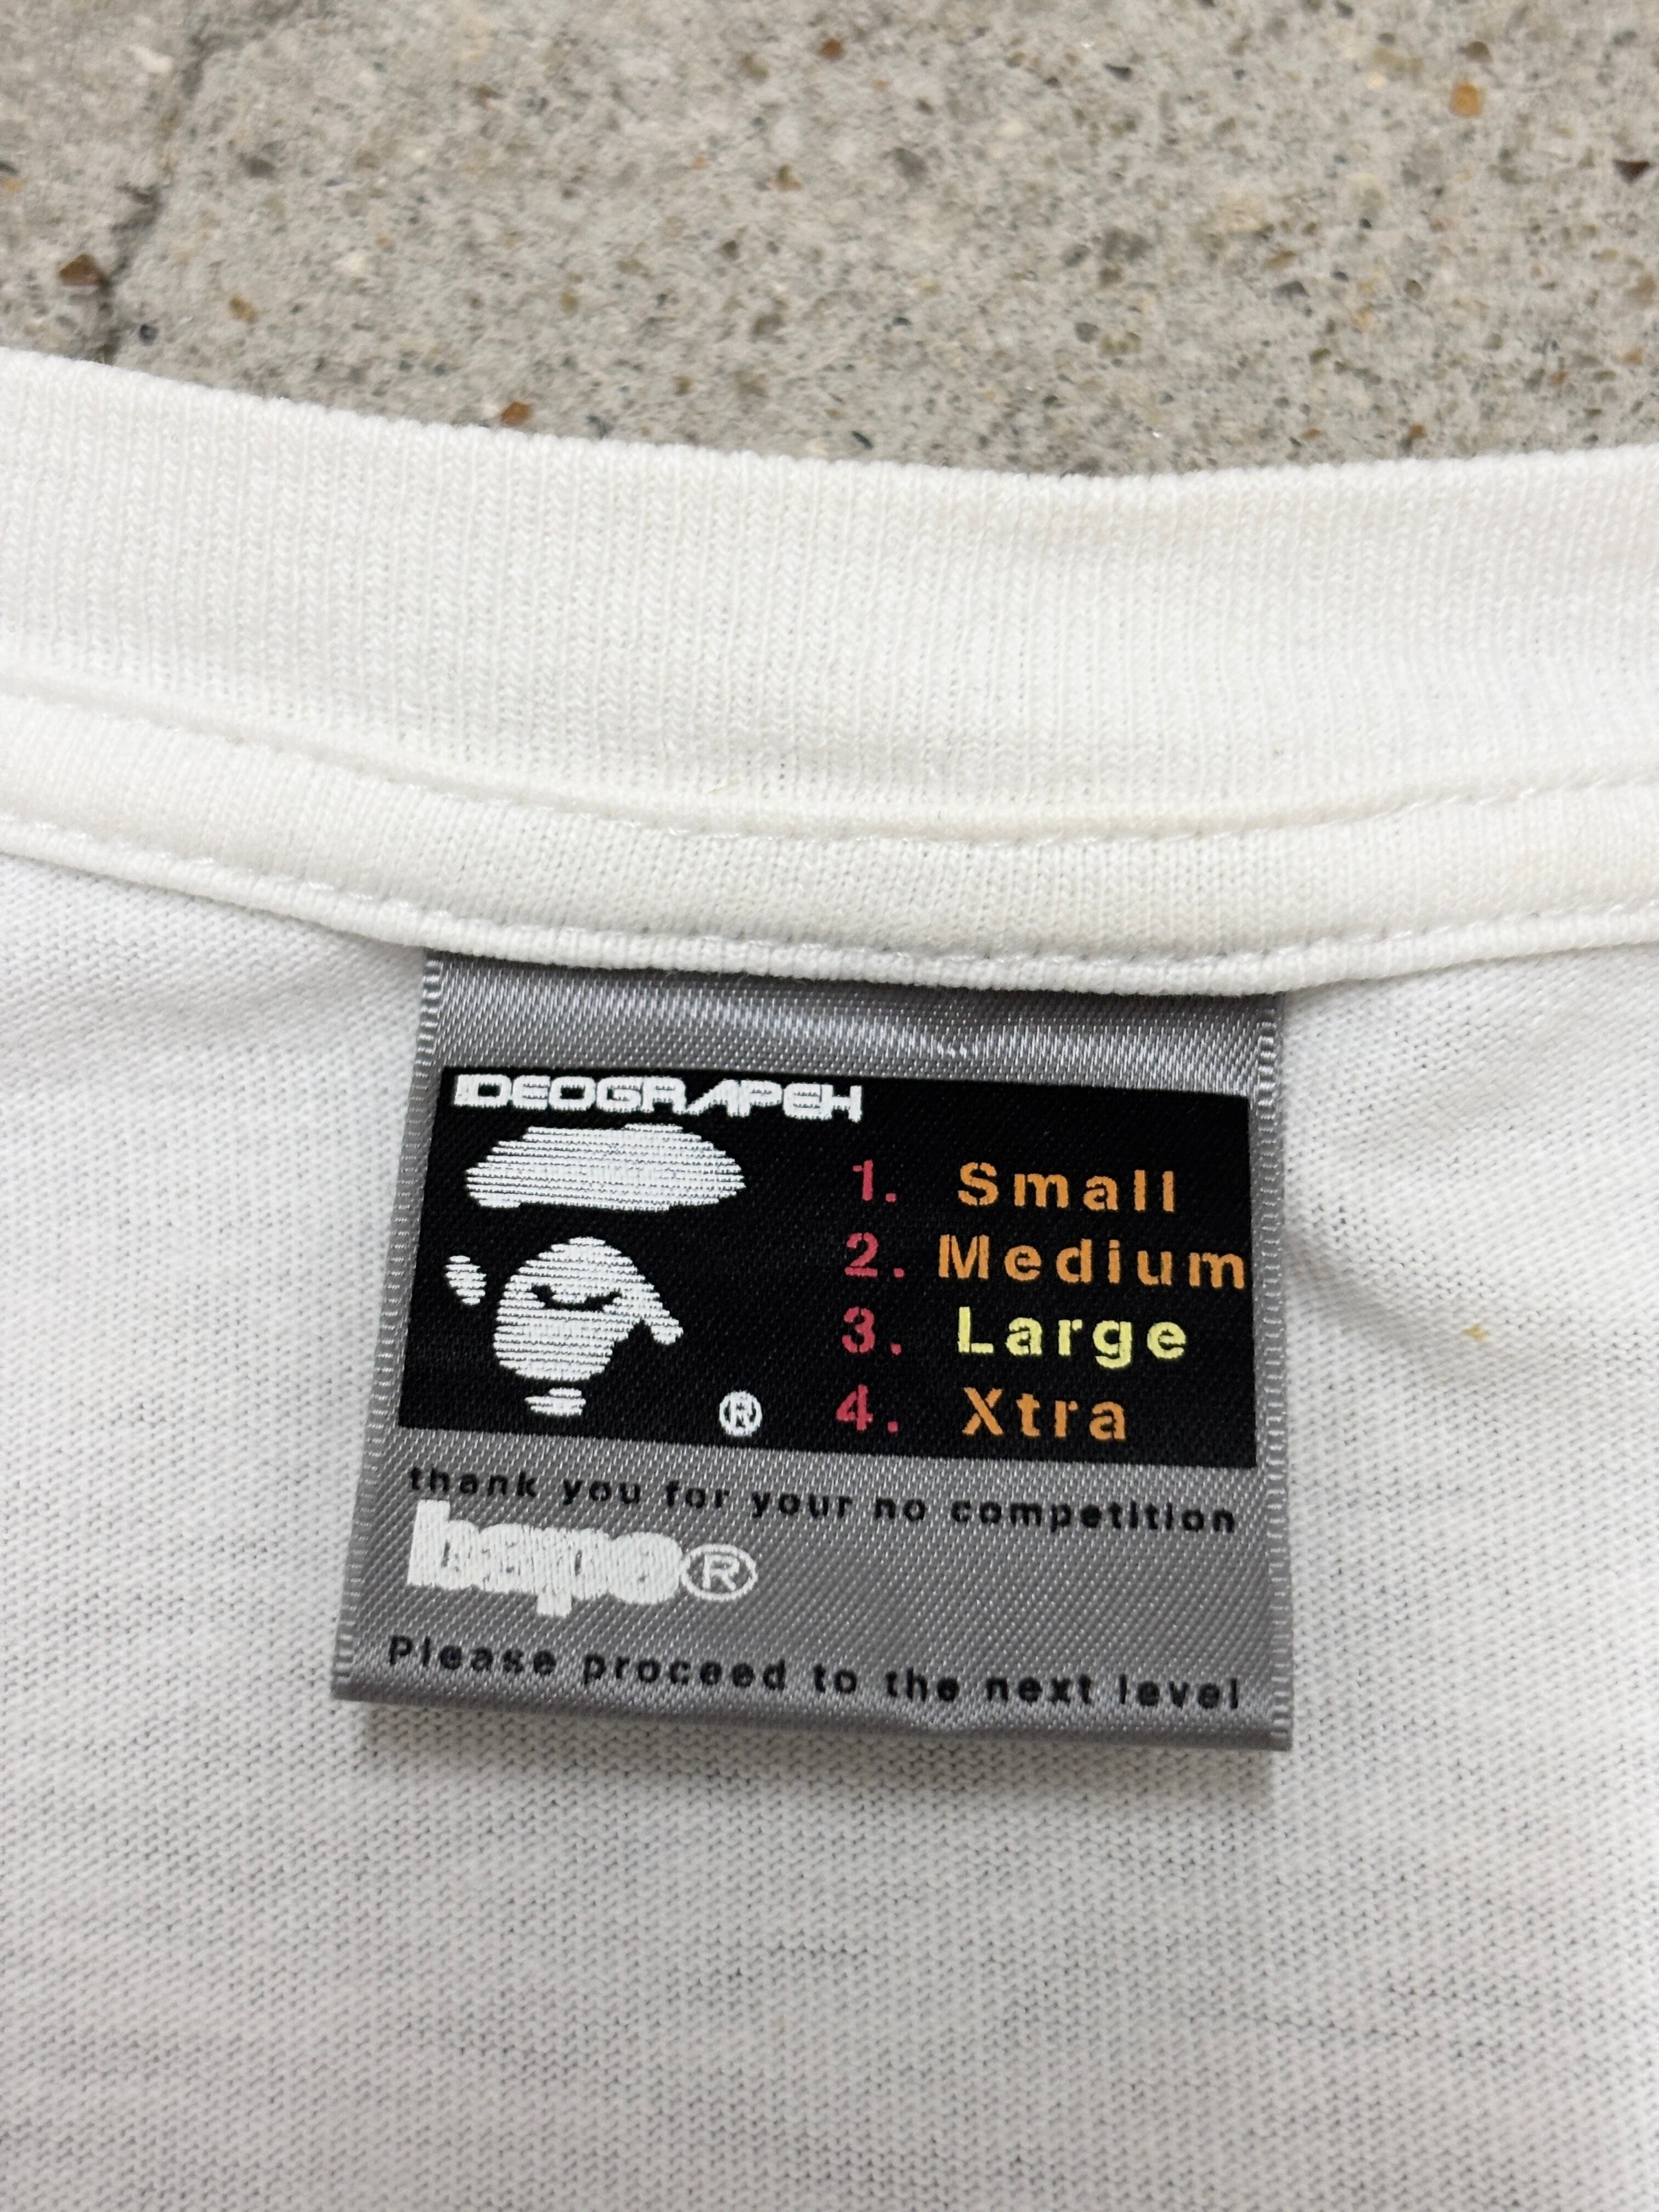 IDEOGRAPEH
1. Small
2. Medium
3. Large
4. Xtra
®
thank you for your no competition
bape®
Please proceed to the next level